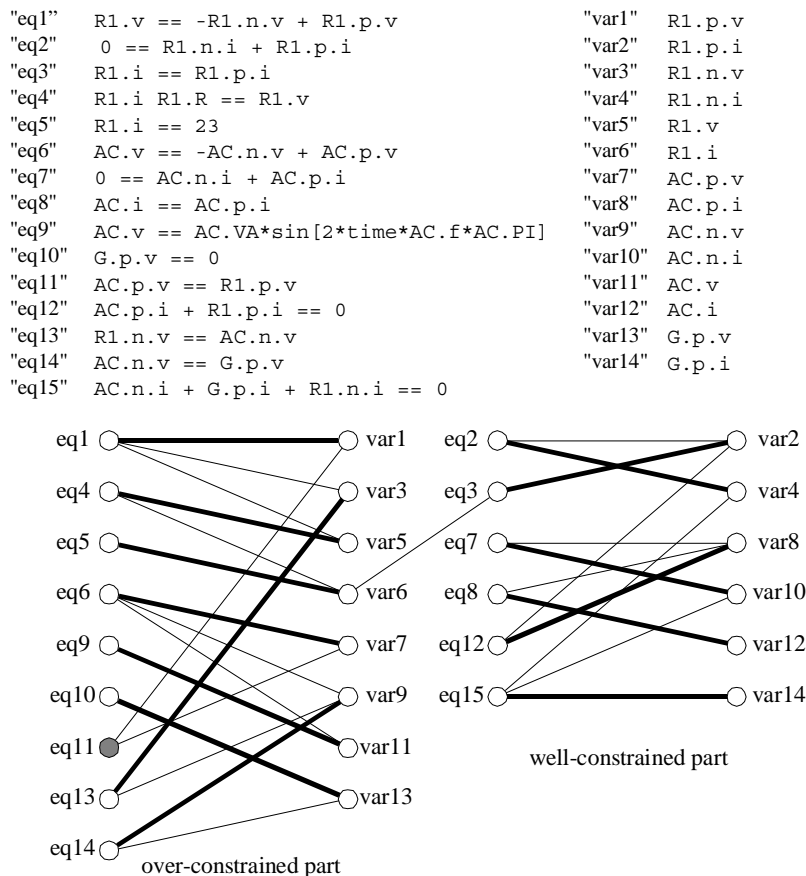 "eq1” R1.v == -R1.n.v + R1.p.v "var1" R1.p.v
"eq2" 0 == R1.n.i + R1.p.i "var2" R1.p.i
"eq3" R1.i == R1.p.i "var3" R1.n.v
"eq4" R1.i R1.R == R1.v "var4" R1.n.i
"eq5" R1.i == 23 "var5" R1.v
"eq6" AC.v == -AC.n.v + AC.p.v "var6" R1.i
"eq7" 0 == AC.n.i + AC.p.i "var7" AC.p.v
"eq8" AC.i == AC.p.i "var8" AC.p.i
"eq9" AC.v == AC.VA*sin[2*time*AC.f*AC.PI] "var9" AC.n.v
"eq10" G.p.v == 0 "var10" AC.n.i
"eq11" AC.p.v == R1.p.v "var11" AC.v
"eq12" AC.p.i + R1.p.i == 0 "var12" AC.i
"eq13" R1.n.v == AC.n.v "var13" G.p.v
"eq14" AC.n.v == G.p.v "var14" G.p.i
"eq15" AC.n.i + G.p.i + R1.n.i == 0
eq1 var1 eq2 var2
eq4 var3 eq3 var4
eq5 var5 eq7 var8
eq6 var6 eq8 var10
eq9 var7 eq12 var12
eq10 var9 eq15 var14
eq11 var11
well-constrained part
eq13 var13
eq14
over-constrained part